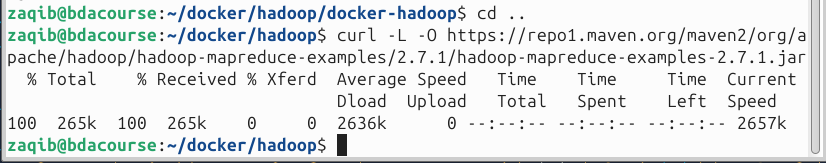 zaqib@bdacourse:~/docker/hadoop/docker-hadoop$ cd ..
zaqib@bdacourse:~/docker/hadoop$ curl -L -O https://repo1.maven.org/maven2/org/a
pache/hadoop/hadoop-mapreduce-examples/2.7.1/hadoop-mapreduce-examples-2.7.1.jar
  % Total    % Received % Xferd  Average Speed   Time    Time     Time  Current
                                 Dload  Upload   Total   Spent    Left  Speed
100  265k  100  265k    0     0  2636k      0 --:--:-- --:--:-- --:--:-- 2657k
zaqib@bdacourse:~/docker/hadoop$